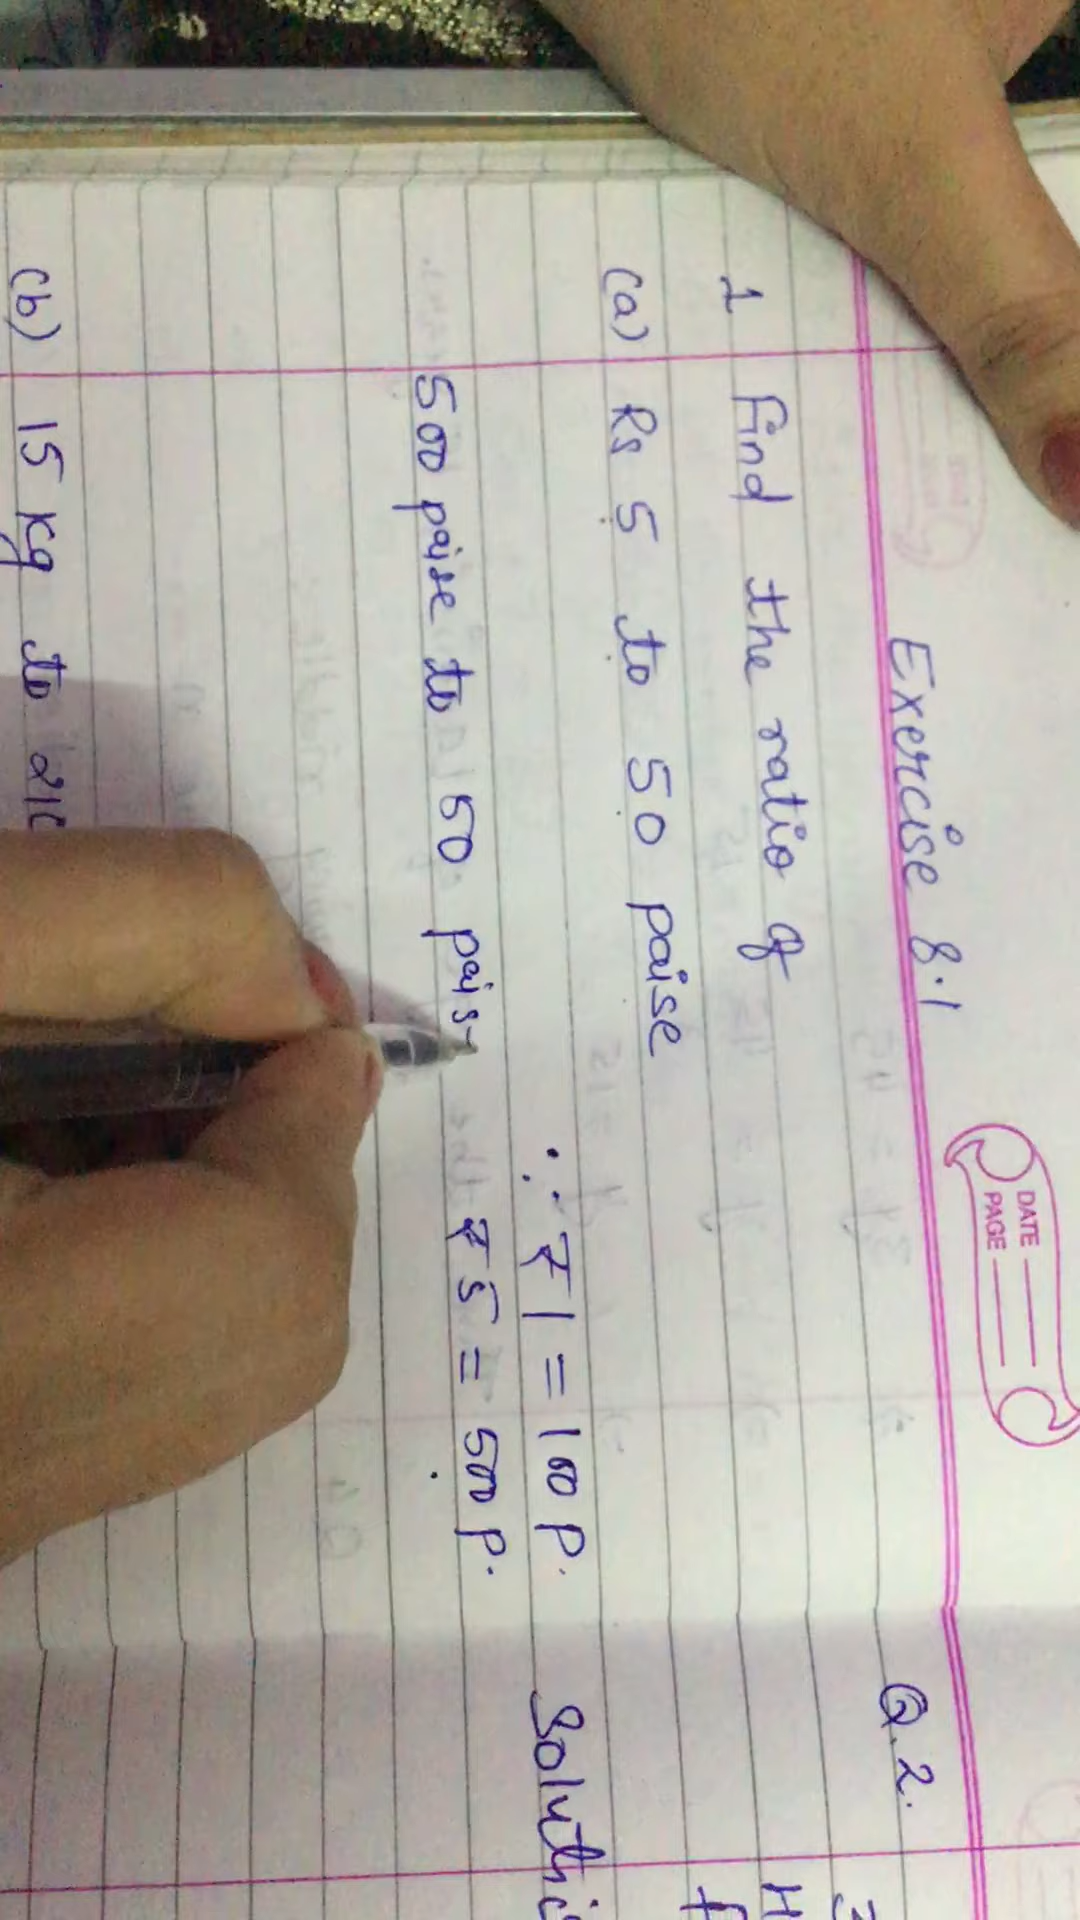 DATE
PAGE
Exercise 8.1
1 Find the ratio of
(a) Rs 5 to 50 paise
∵ ₹ 1 = 100 P.
500 paise to 50 pais
₹ 5 = 500 P.
(b) 15 kg to 210
Q.2.